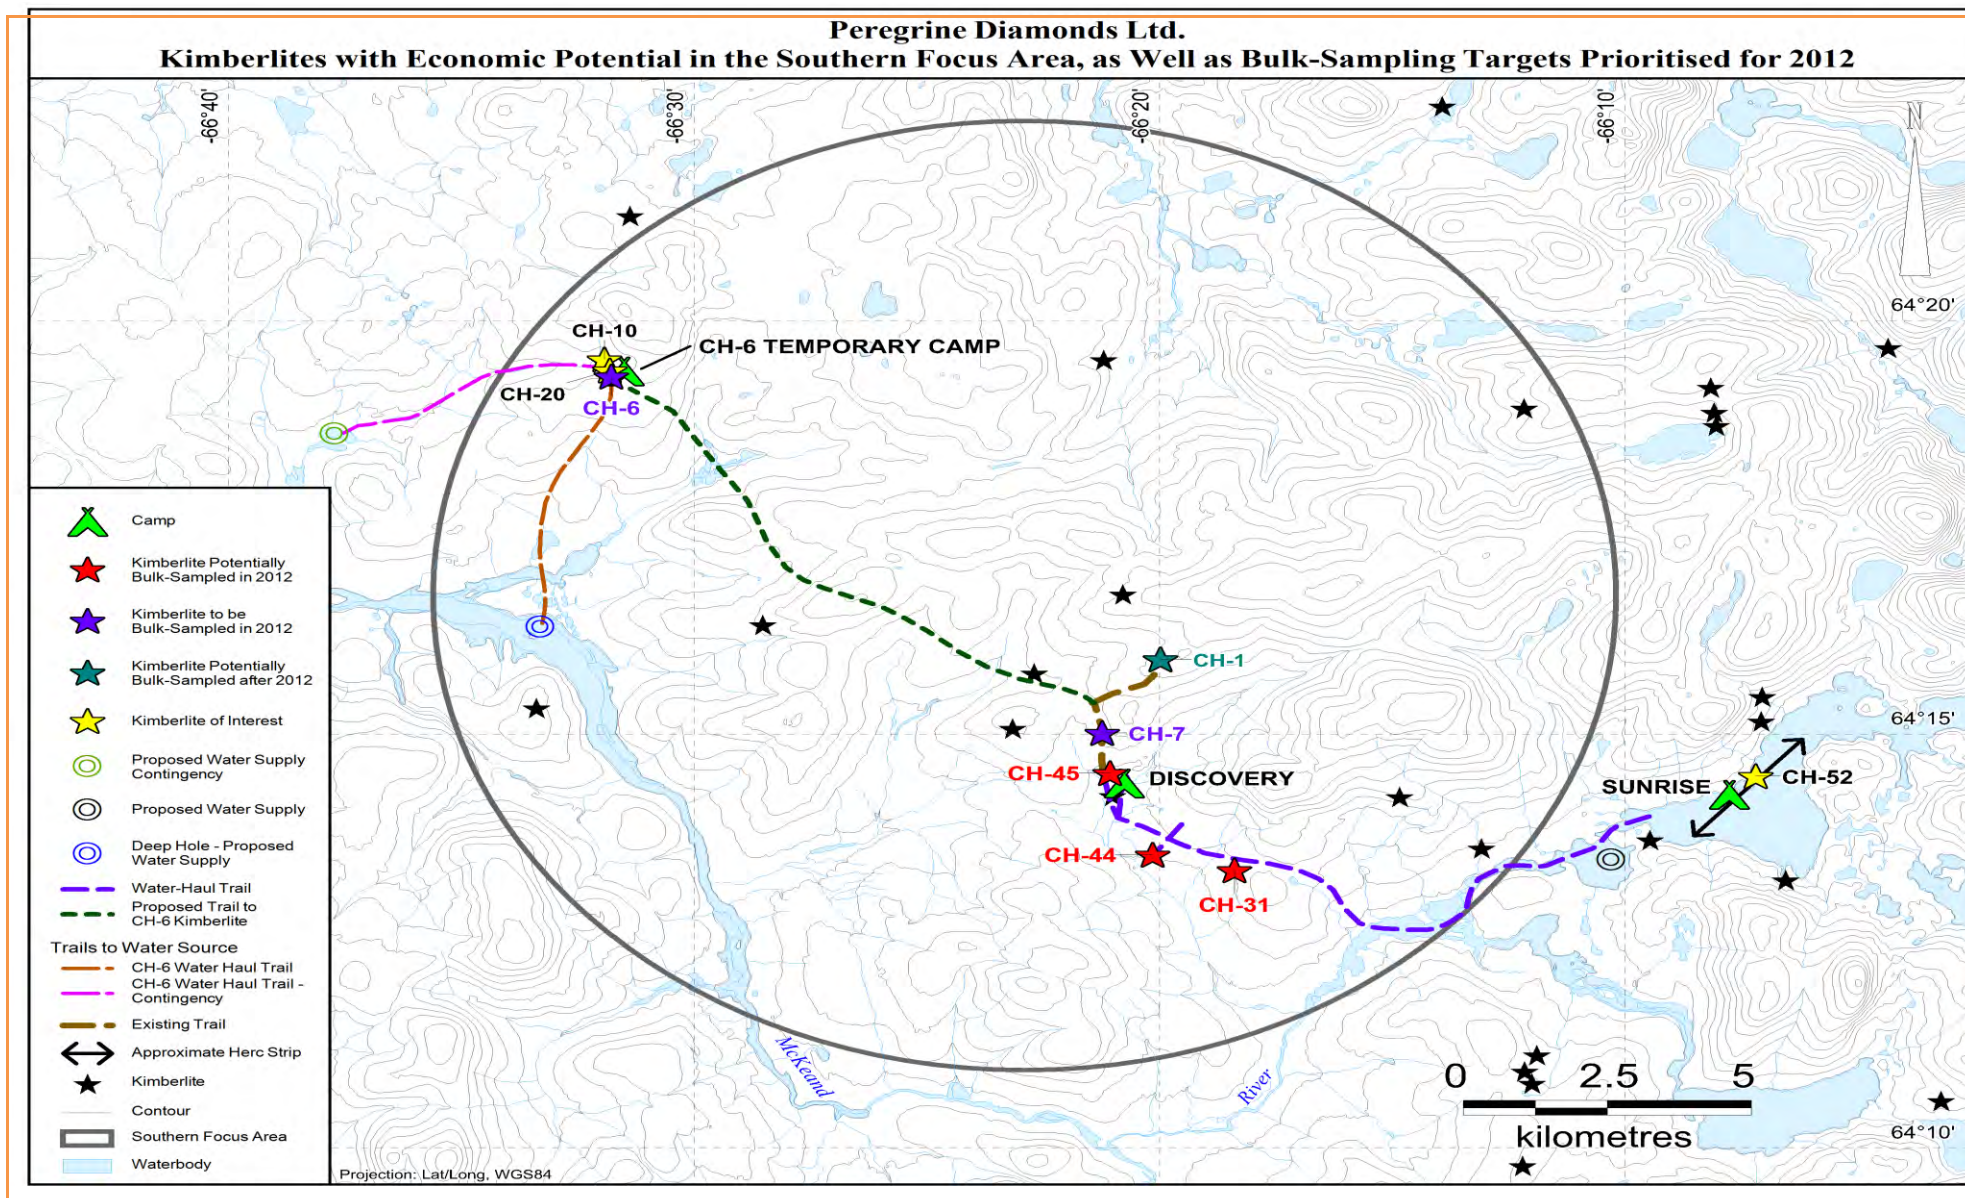 Peregrine Diamonds Ltd.
Kimberlites with Economic Potential in the Southern Focus Area, as Well as Bulk-Sampling Targets Prioritised for 2012
-66°40'
-66°30'
-66°20'
-66°10'
N
64°20'
CH-10
CH-6 TEMPORARY CAMP
CH-20
CH-6
CH-1
64°15'
CH-7
CH-45
DISCOVERY
SUNRISE
CH-52
CH-44
CH-31
McKeand
River
0 2.5 5
kilometres
64°10'
Camp
Kimberlite Potentially
Bulk-Sampled in 2012
Kimberlite to be
Bulk-Sampled in 2012
Kimberlite Potentially
Bulk-Sampled after 2012
Kimberlite of Interest
Proposed Water Supply
Contingency
Proposed Water Supply
Deep Hole - Proposed
Water Supply
Water-Haul Trail
Proposed Trail to
CH-6 Kimberlite
Trails to Water Source
CH-6 Water Haul Trail
CH-6 Water Haul Trail -
Contingency
Existing Trail
Approximate Herc Strip
Kimberlite
Contour
Southern Focus Area
Waterbody
Projection: Lat/Long, WGS84